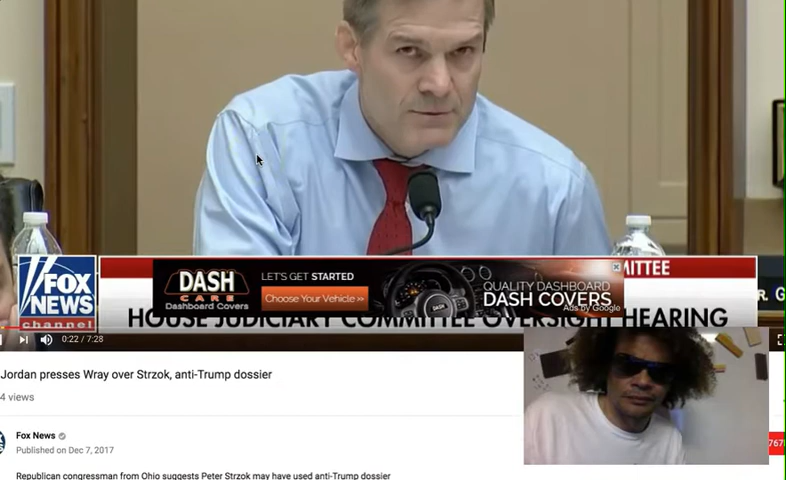 MITTEE
FOX
NEWS
channel
DASH
CARE
Dashboard Covers
LET'S GET STARTED
Choose Your Vehicle >>
DASH
QUALITY DASHBOARD
DASH COVERS
Ads by Google
R. G
HOUSE JUDICIARY COMMITTEE OVERSIGHT HEARING
0:22 / 7:28
Jordan presses Wray over Strzok, anti-Trump dossier
4 views
Fox News
767
Published on Dec 7, 2017
Republican congressman from Ohio suggests Peter Strzok may have used anti-Trump dossier